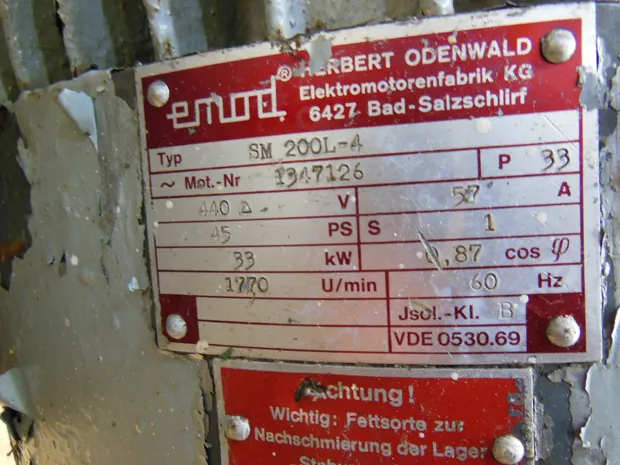 emod® HERBERT ODENWALD
Elektromotorenfabrik KG
6427 Bad-Salzschlirf
Typ SM 200L-4
~ Mot.-Nr 1347126 P 33
440 D V 57 A
45 PS S 1
33 kW 0,87 cos φ
1770 U/min 60 Hz
Jsol.-Kl. B
VDE 0530.69
Achtung!
Wichtig: Fettsorte zur
Nachschmierung der Lager